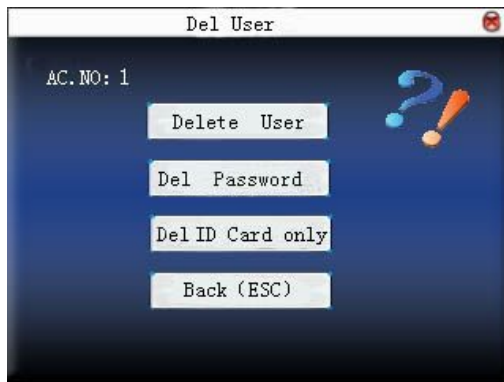 Del User
AC.NO: 1
Delete User
Del Password
Del ID Card only
Back (ESC)